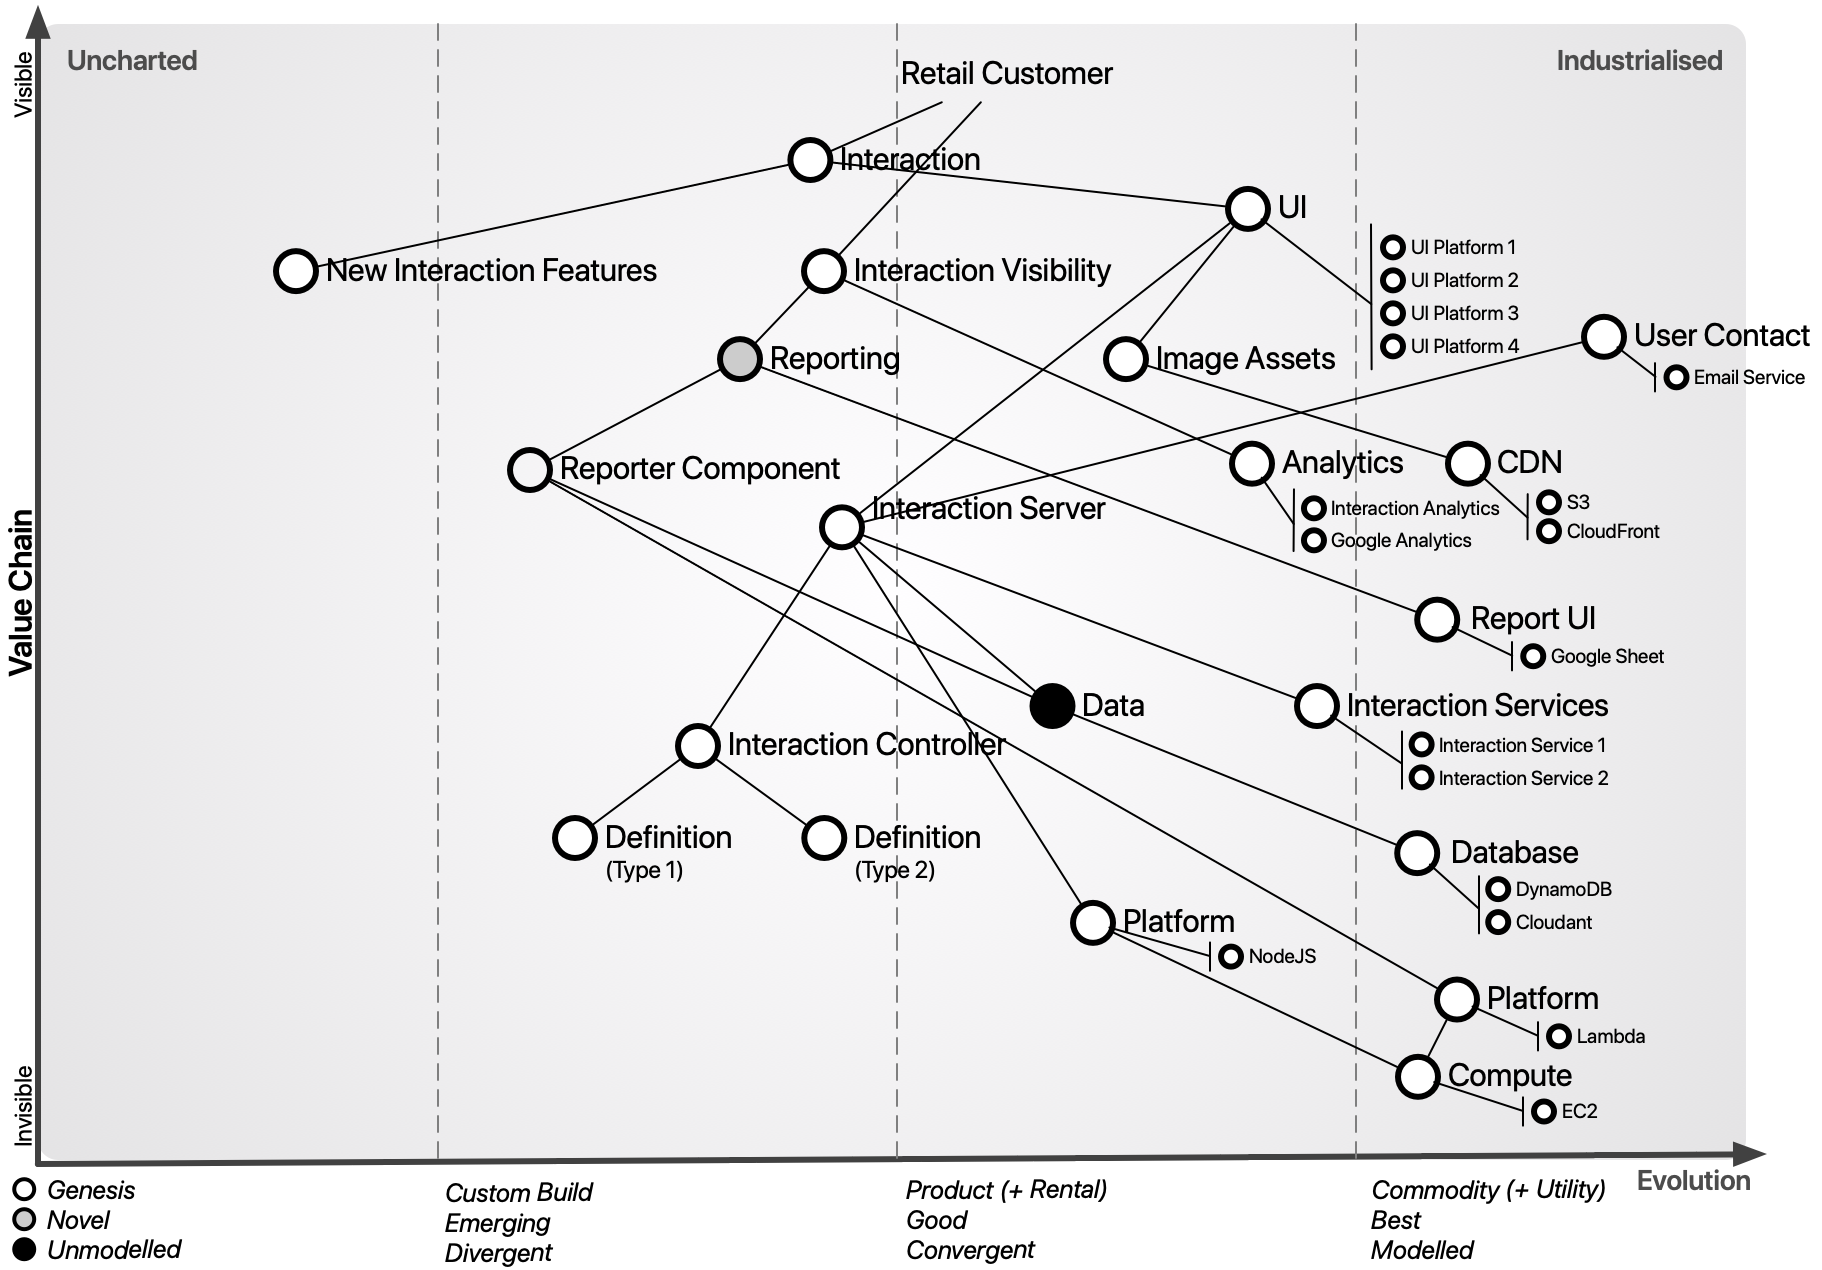 Uncharted
Industrialised
Visible
Retail Customer
Interaction
UI
UI Platform 1
New Interaction Features
Interaction Visibility
UI Platform 2
UI Platform 3
User Contact
UI Platform 4
Reporting
Image Assets
Email Service
Reporter Component
Analytics
CDN
S3
Interaction Server
Interaction Analytics
CloudFront
Google Analytics
Value Chain
Report UI
Google Sheet
Data
Interaction Services
Interaction Controller
Interaction Service 1
Interaction Service 2
Definition
(Type 1)
Definition
(Type 2)
Database
DynamoDB
Cloudant
Platform
NodeJS
Platform
Lambda
Compute
EC2
Invisible
Evolution
Genesis
Novel
Unmodelled
Custom Build
Emerging
Divergent
Product (+ Rental)
Good
Convergent
Commodity (+ Utility)
Best
Modelled